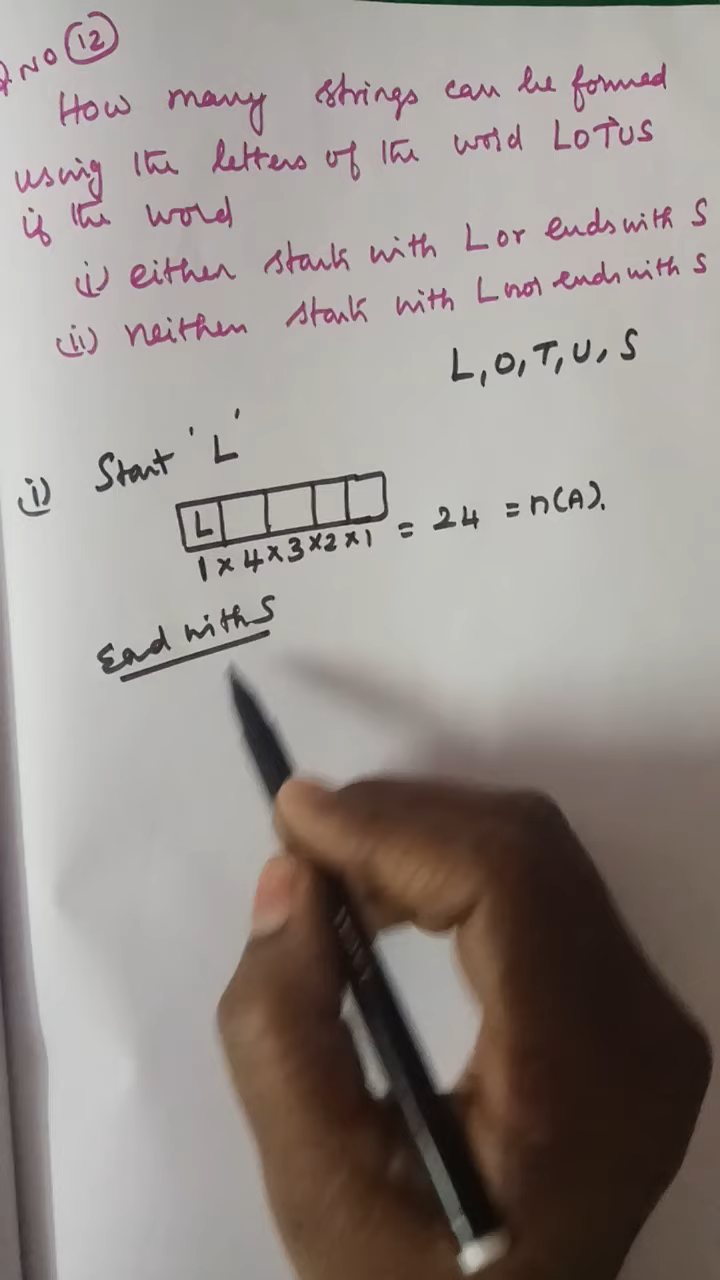 Q.NO 12
How many strings can be formed
using the letters of the word LOTUS
if the word
(i) either starts with L or ends with S
(ii) neither starts with L nor ends with S
L, O, T, U, S
(i) Start 'L'
L
1 × 4 × 3 × 2 × 1 = 24 = n(A).
End with S